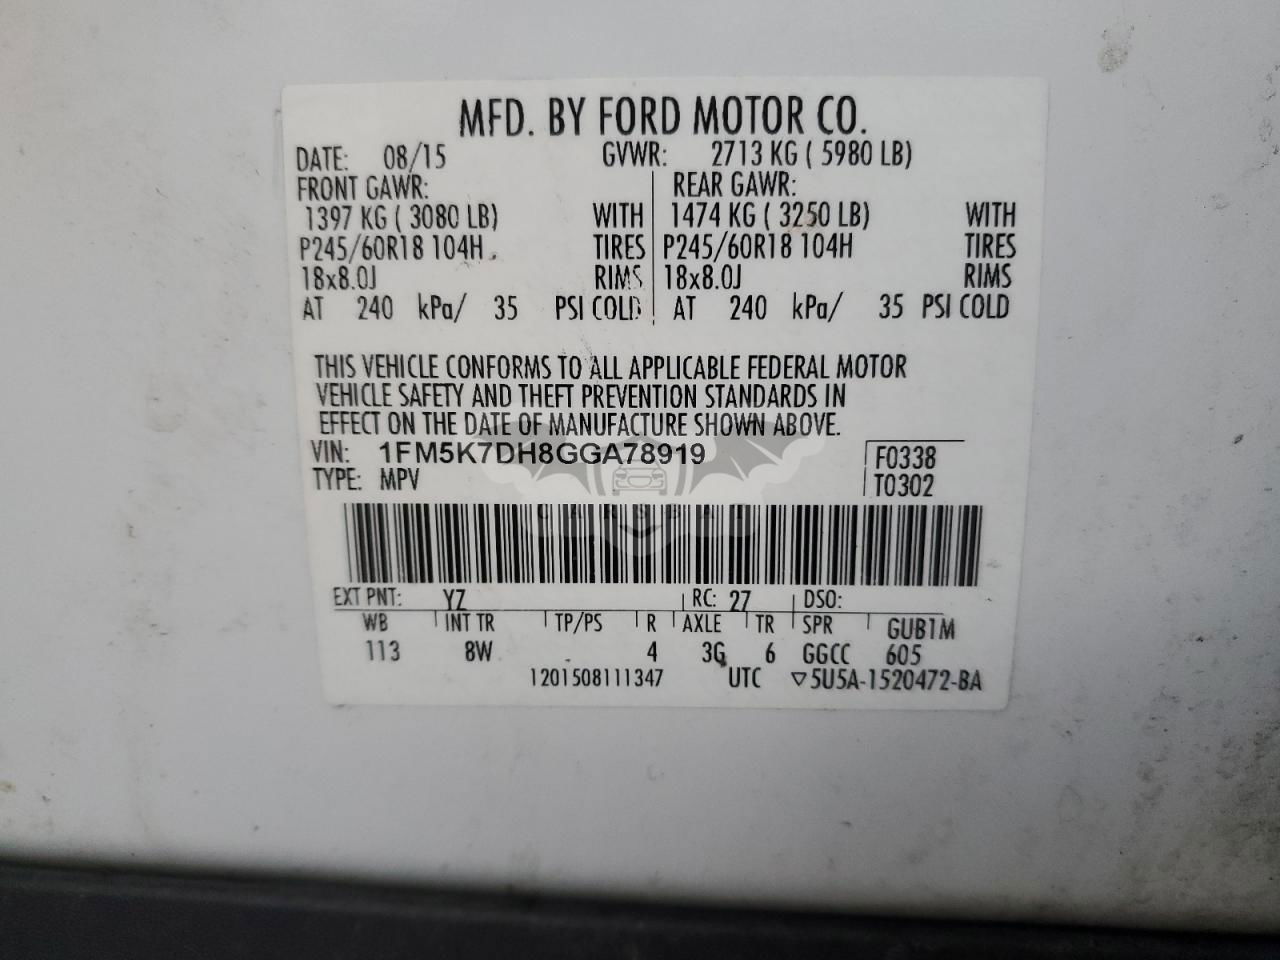 MFD. BY FORD MOTOR CO.
DATE: 08/15 GVWR: 2713 KG ( 5980 LB)
FRONT GAWR: REAR GAWR:
1397 KG ( 3080 LB) WITH 1474 KG ( 3250 LB) WITH
P245/60R18 104H TIRES P245/60R18 104H TIRES
18x8.0J RIMS 18x8.0J RIMS
AT 240 kPa/ 35 PSI COLD AT 240 kPa/ 35 PSI COLD
THIS VEHICLE CONFORMS TO ALL APPLICABLE FEDERAL MOTOR
VEHICLE SAFETY AND THEFT PREVENTION STANDARDS IN
EFFECT ON THE DATE OF MANUFACTURE SHOWN ABOVE.
VIN: 1FM5K7DH8GGA78919 F0338
TYPE: MPV T0302
CARSBAT
EXT PNT: YZ RC: 27 DSO:
WB INT TR TP/PS R AXLE TR SPR GUB1M
113 8W 4 3G 6 GGCC 605
1201508111347 UTC ▽5U5A-1520472-BA